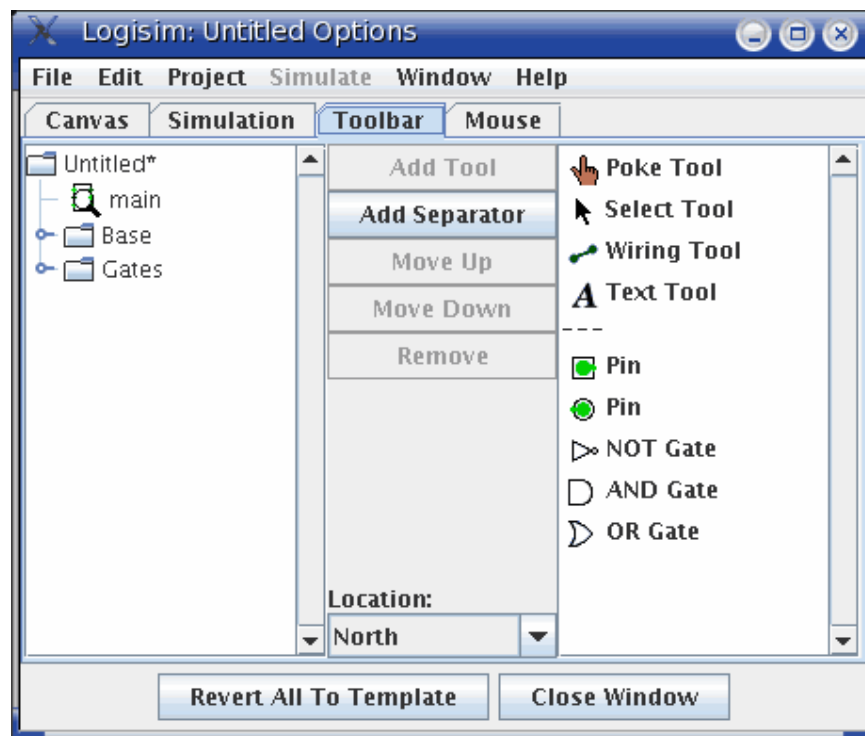 Logisim: Untitled Options
File Edit Project Simulate Window Help
Canvas Simulation Toolbar Mouse
Untitled*
main
Base
Gates
Add Tool
Add Separator
Move Up
Move Down
Remove
Location:
North
Poke Tool
Select Tool
Wiring Tool
A Text Tool
---
Pin
Pin
NOT Gate
AND Gate
OR Gate
Revert All To Template Close Window